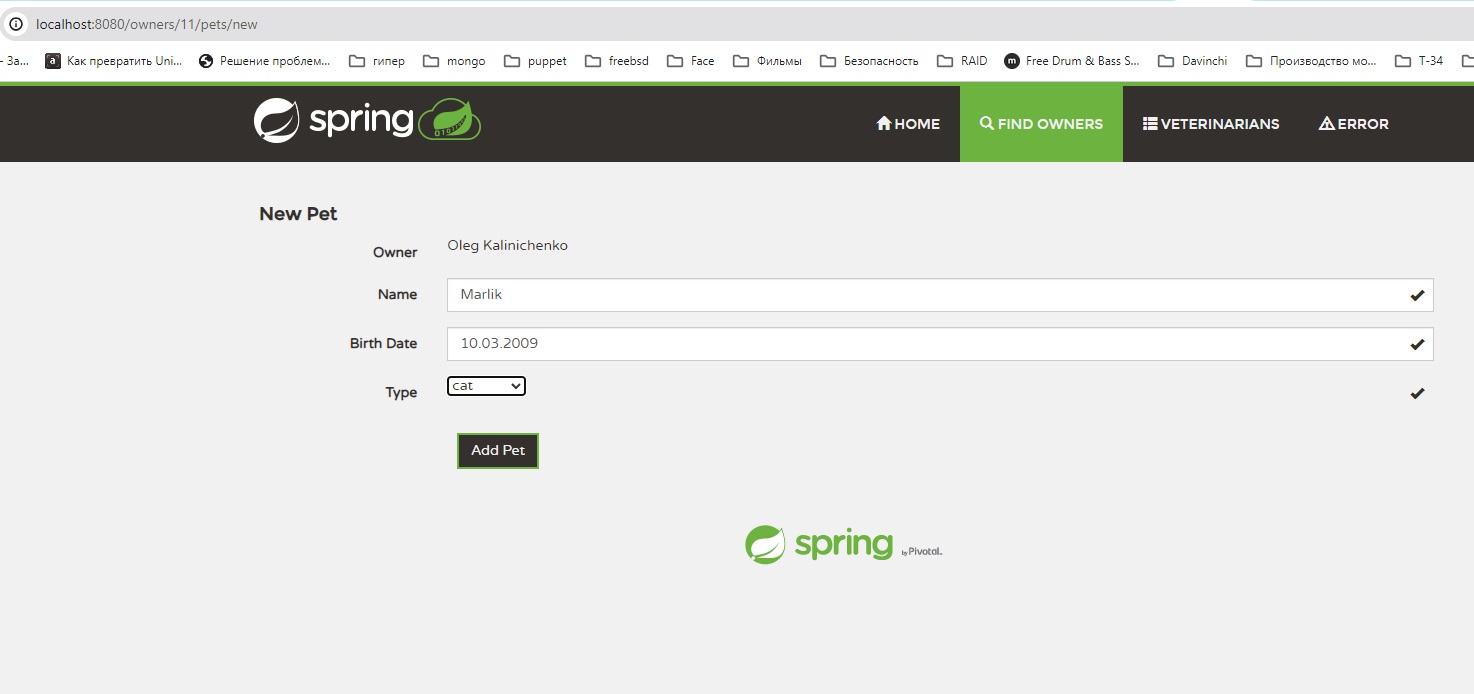 localhost:8080/owners/11/pets/new
- За... Как превратить Uni... Решение проблем... гипер mongo puppet freebsd Face Фильмы Безопасность RAID Free Drum & Bass S... Davinchi Производство мо... T-34
spring HOME FIND OWNERS VETERINARIANS ERROR
New Pet
Owner Oleg Kalinichenko
Name Marlik
Birth Date 10.03.2009
Type cat
Add Pet
spring by Pivotal.